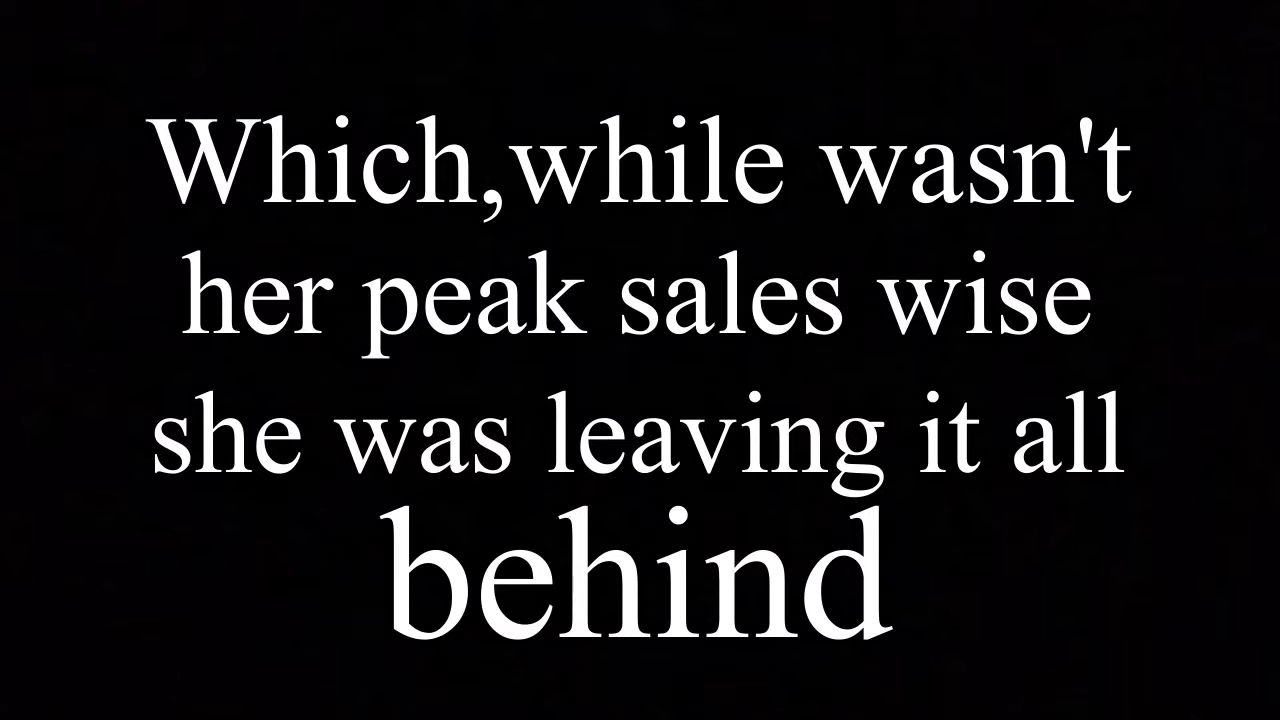 Which,while wasn't
her peak sales wise
she was leaving it all
behind